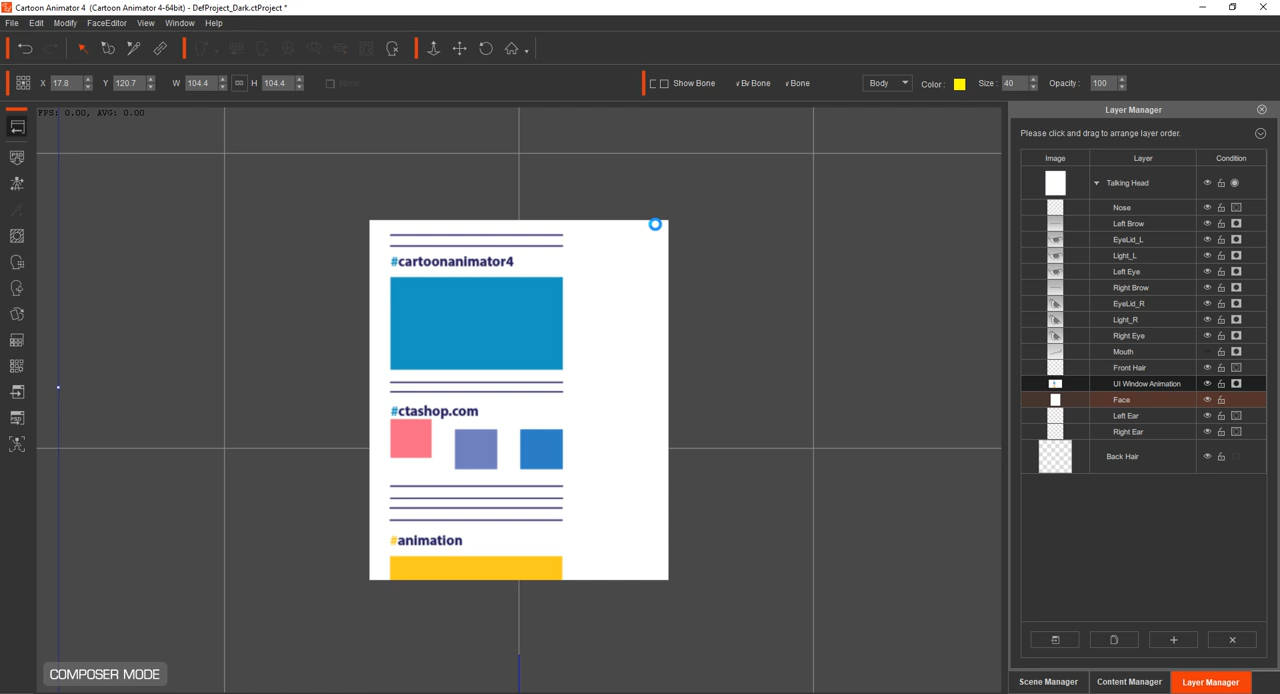 Cartoon Animator 4 (Cartoon Animator 4-64bit) - DefProject_Dark.ctProject *
File Edit Modify FaceEditor View Window Help
X 17.8 Y 120.7 W 104.4 H 104.4 Mirror Show Bone Bv Bone Bone Body Color : Size : 40 Opacity : 100
FPS: 0.00, AVG: 0.00
#cartoonanimator4
#ctashop.com
#animation
COMPOSER MODE
Layer Manager
Please click and drag to arrange layer order.
Image Layer Condition
Talking Head
Nose
Left Brow
EyeLid_L
Light_L
Left Eye
Right Brow
EyeLid_R
Light_R
Right Eye
Mouth
Front Hair
UI Window Animation
Face
Left Ear
Right Ear
Back Hair
Scene Manager Content Manager Layer Manager